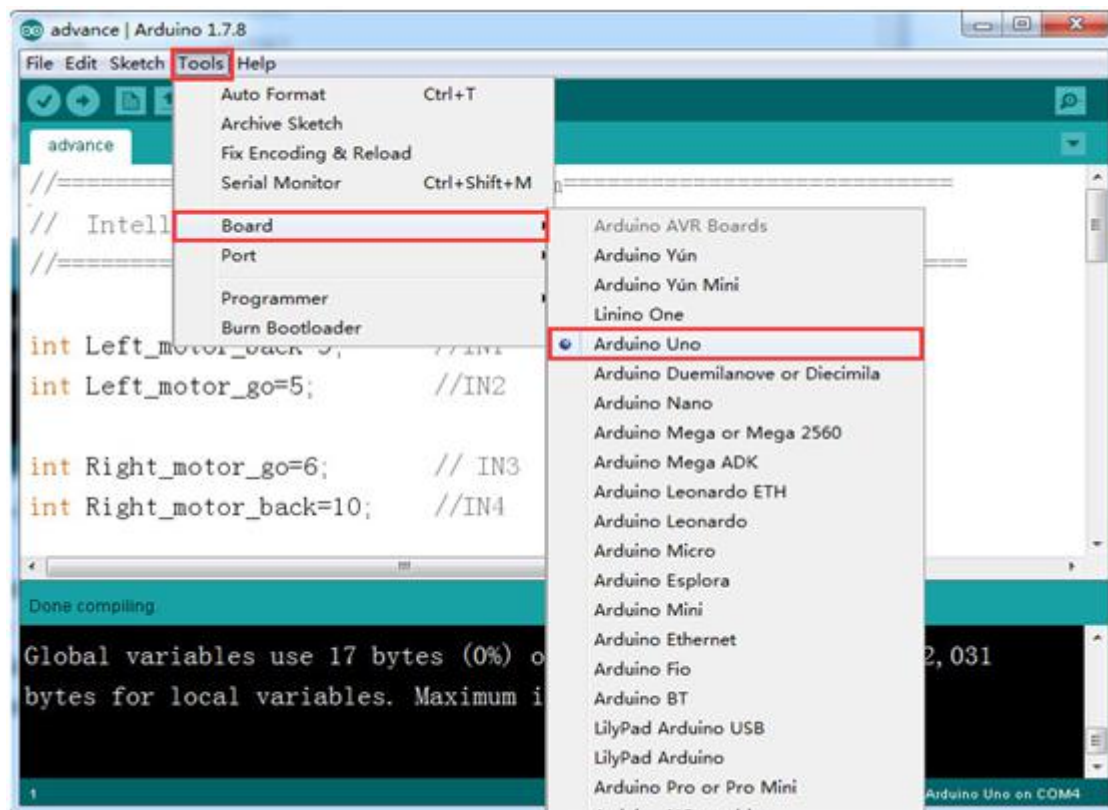 advance | Arduino 1.7.8
File Edit Sketch Tools Help
Auto Format Ctrl+T
Archive Sketch
Fix Encoding & Reload
Serial Monitor Ctrl+Shift+M
Board
Port
Programmer
Burn Bootloader
Arduino AVR Boards
Arduino Yún
Arduino Yún Mini
Linino One
Arduino Uno
Arduino Duemilanove or Diecimila
Arduino Nano
Arduino Mega or Mega 2560
Arduino Mega ADK
Arduino Leonardo ETH
Arduino Leonardo
Arduino Micro
Arduino Esplora
Arduino Mini
Arduino Ethernet
Arduino Fio
Arduino BT
LilyPad Arduino USB
LilyPad Arduino
Arduino Pro or Pro Mini
advance
//=========== n=============================
// Intell
//========= ==
int Left_motor_back //IN1
int Left_motor_go=5; //IN2
int Right_motor_go=6; // IN3
int Right_motor_back=10; //IN4
Done compiling
Global variables use 17 bytes (0%) o 2,031
bytes for local variables. Maximum i
1 Arduino Uno on COM4